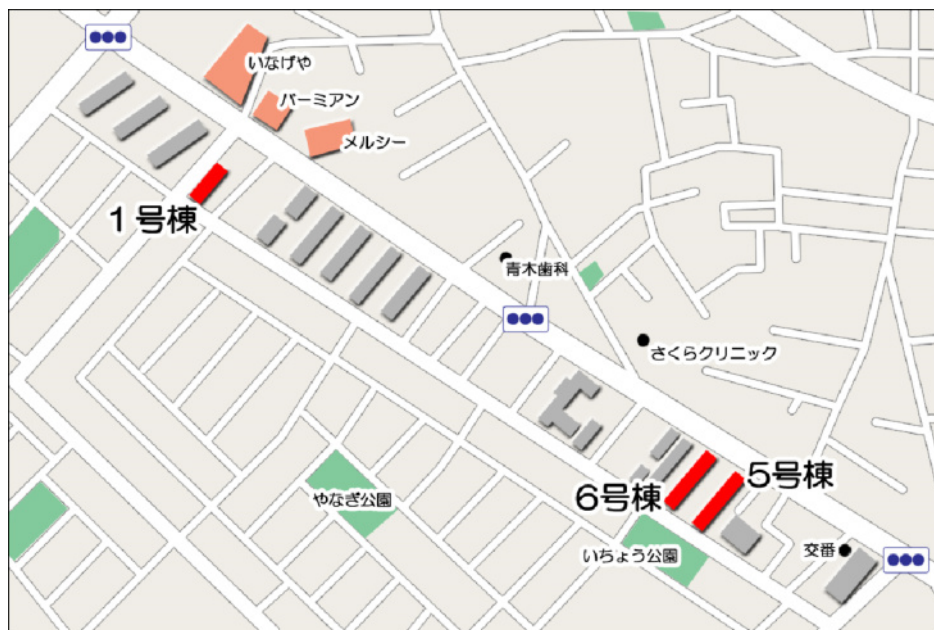 いなげや
バーミアン
メルシー
1号棟
青木歯科
さくらクリニック
5号棟
6号棟
やなぎ公園
いちょう公園
交番